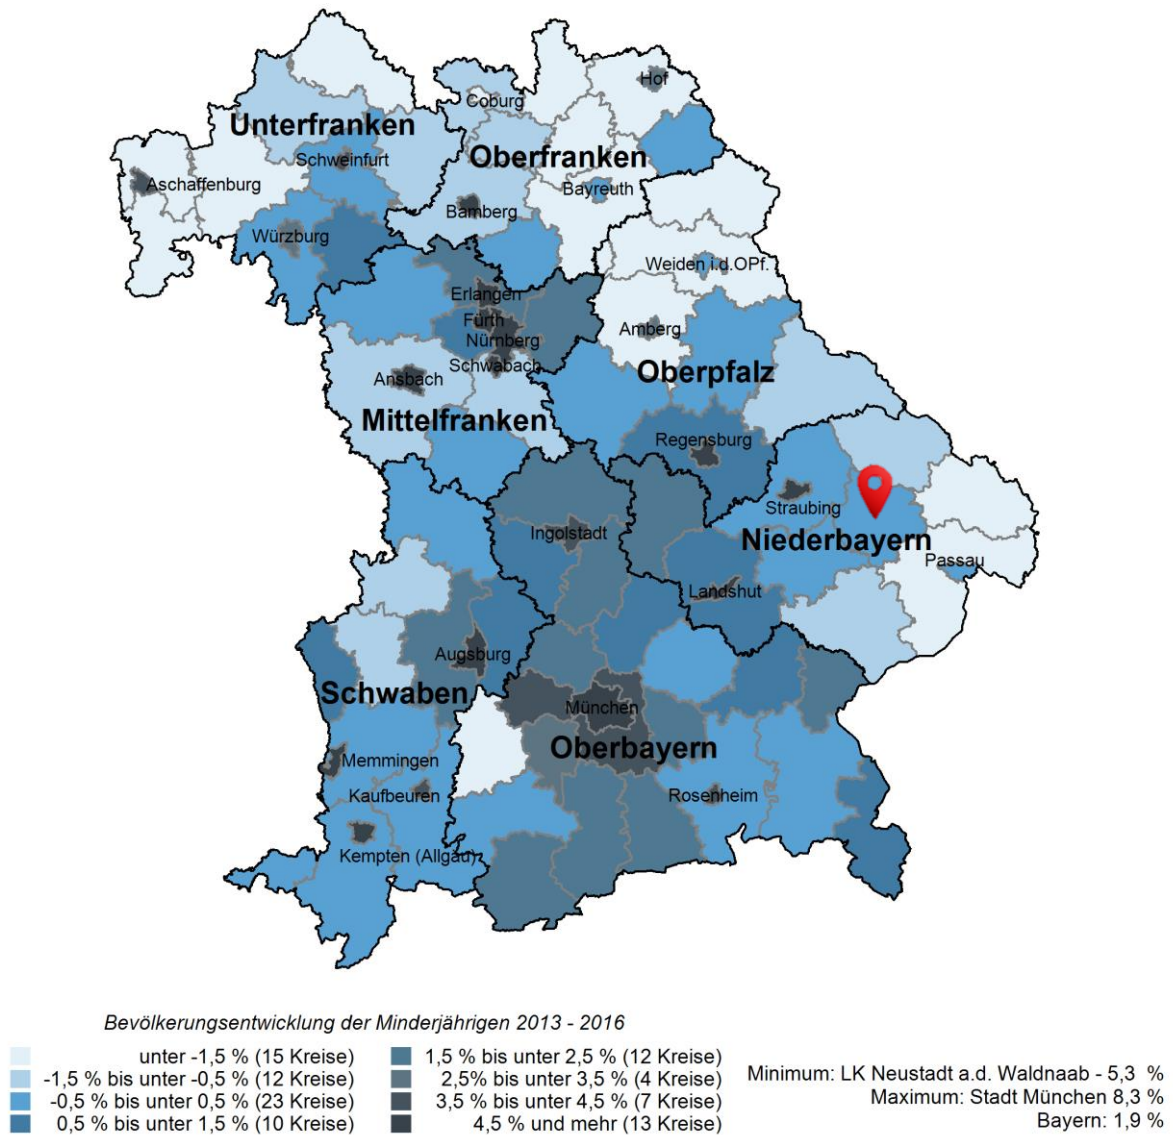 Hof
Coburg
Unterfranken
Oberfranken
Schweinfurt
Aschaffenburg
Bayreuth
Bamberg
Würzburg
Weiden i.d.OPf.
Erlangen
Fürth
Amberg
Nürnberg
Schwabach
Oberpfalz
Ansbach
Mittelfranken
Regensburg
Straubing
Ingolstadt
Niederbayern
Passau
Landshut
Augsburg
Schwaben
München
Oberbayern
Memmingen
Kaufbeuren
Rosenheim
Kempten (Allgäu)
Bevölkerungsentwicklung der Minderjährigen 2013 - 2016
unter -1,5 % (15 Kreise)
-1,5 % bis unter -0,5 % (12 Kreise)
-0,5 % bis unter 0,5 % (23 Kreise)
0,5 % bis unter 1,5 % (10 Kreise)
1,5 % bis unter 2,5 % (12 Kreise)
2,5% bis unter 3,5 % (4 Kreise)
3,5 % bis unter 4,5 % (7 Kreise)
4,5 % und mehr (13 Kreise)
Minimum: LK Neustadt a.d. Waldnaab - 5,3 %
Maximum: Stadt München 8,3 %
Bayern: 1,9 %